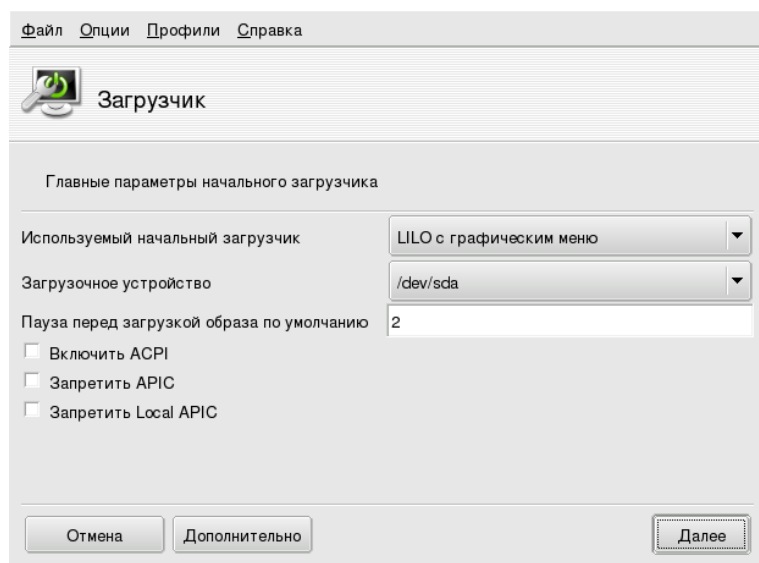 Файл Опции Профили Справка
Загрузчик
Главные параметры начального загрузчика
Используемый начальный загрузчик LILO с графическим меню
Загрузочное устройство /dev/sda
Пауза перед загрузкой образа по умолчанию 2
Включить ACPI
Запретить APIC
Запретить Local APIC
Отмена Дополнительно Далее